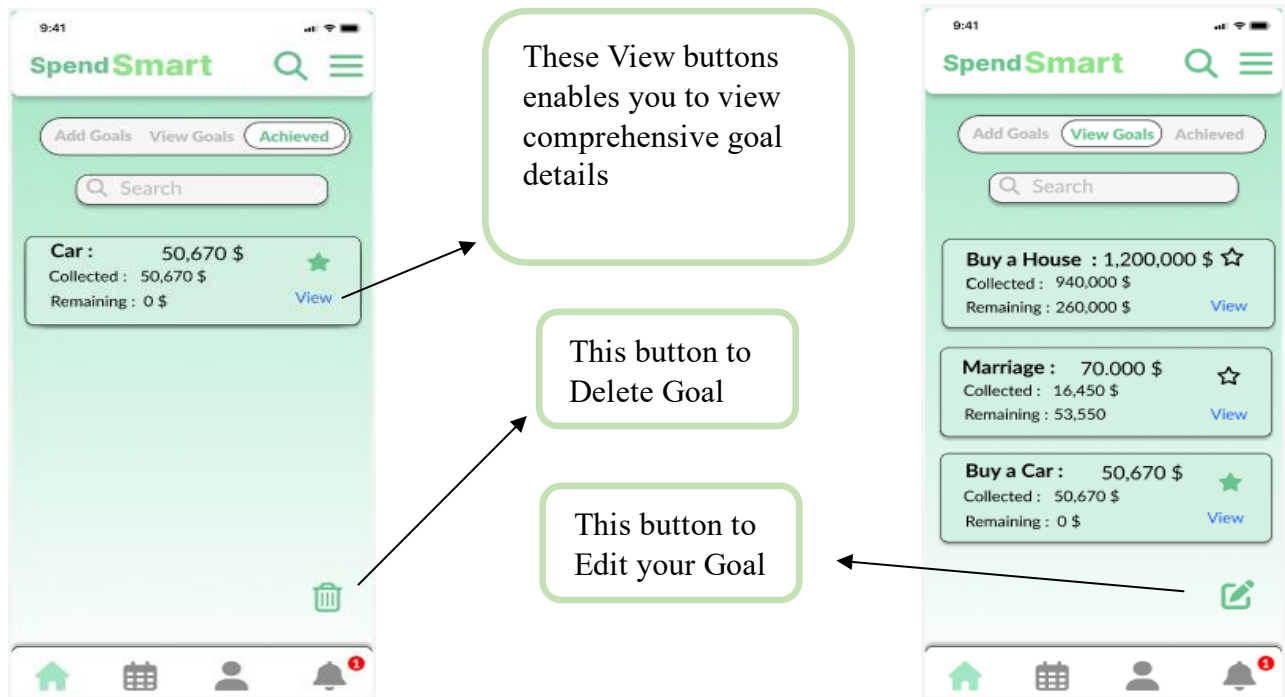 9:41
SpendSmart
Add Goals View Goals Achieved
Search
Car : 50,670 $
Collected : 50,670 $
Remaining : 0 $
View
1
These View buttons
enables you to view
comprehensive goal
details
This button to
Delete Goal
This button to
Edit your Goal
9:41
SpendSmart
Add Goals View Goals Achieved
Search
Buy a House : 1,200,000 $
Collected : 940,000 $
Remaining : 260,000 $
View
Marriage : 70.000 $
Collected : 16,450 $
Remaining : 53,550
View
Buy a Car : 50,670 $
Collected : 50,670 $
Remaining : 0 $
View
1